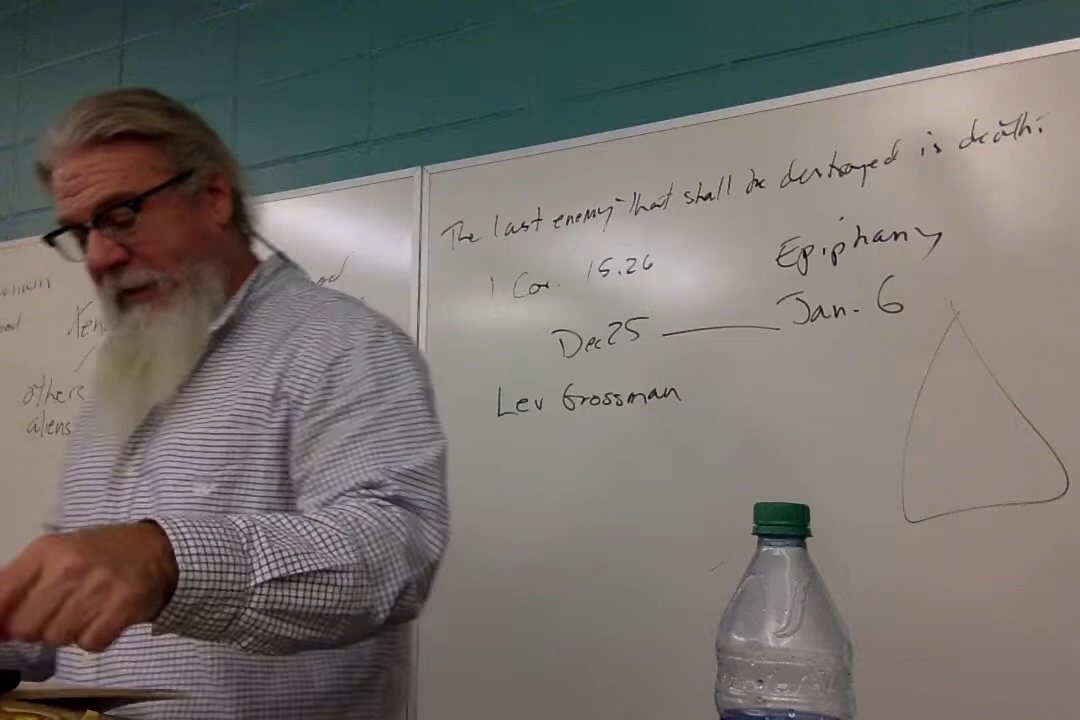 The last enemy that shall be destroyed is death.
1 Cor. 15.26
Epiphany
Dec 25 — Jan. 6
Lev Grossman
others
aliens